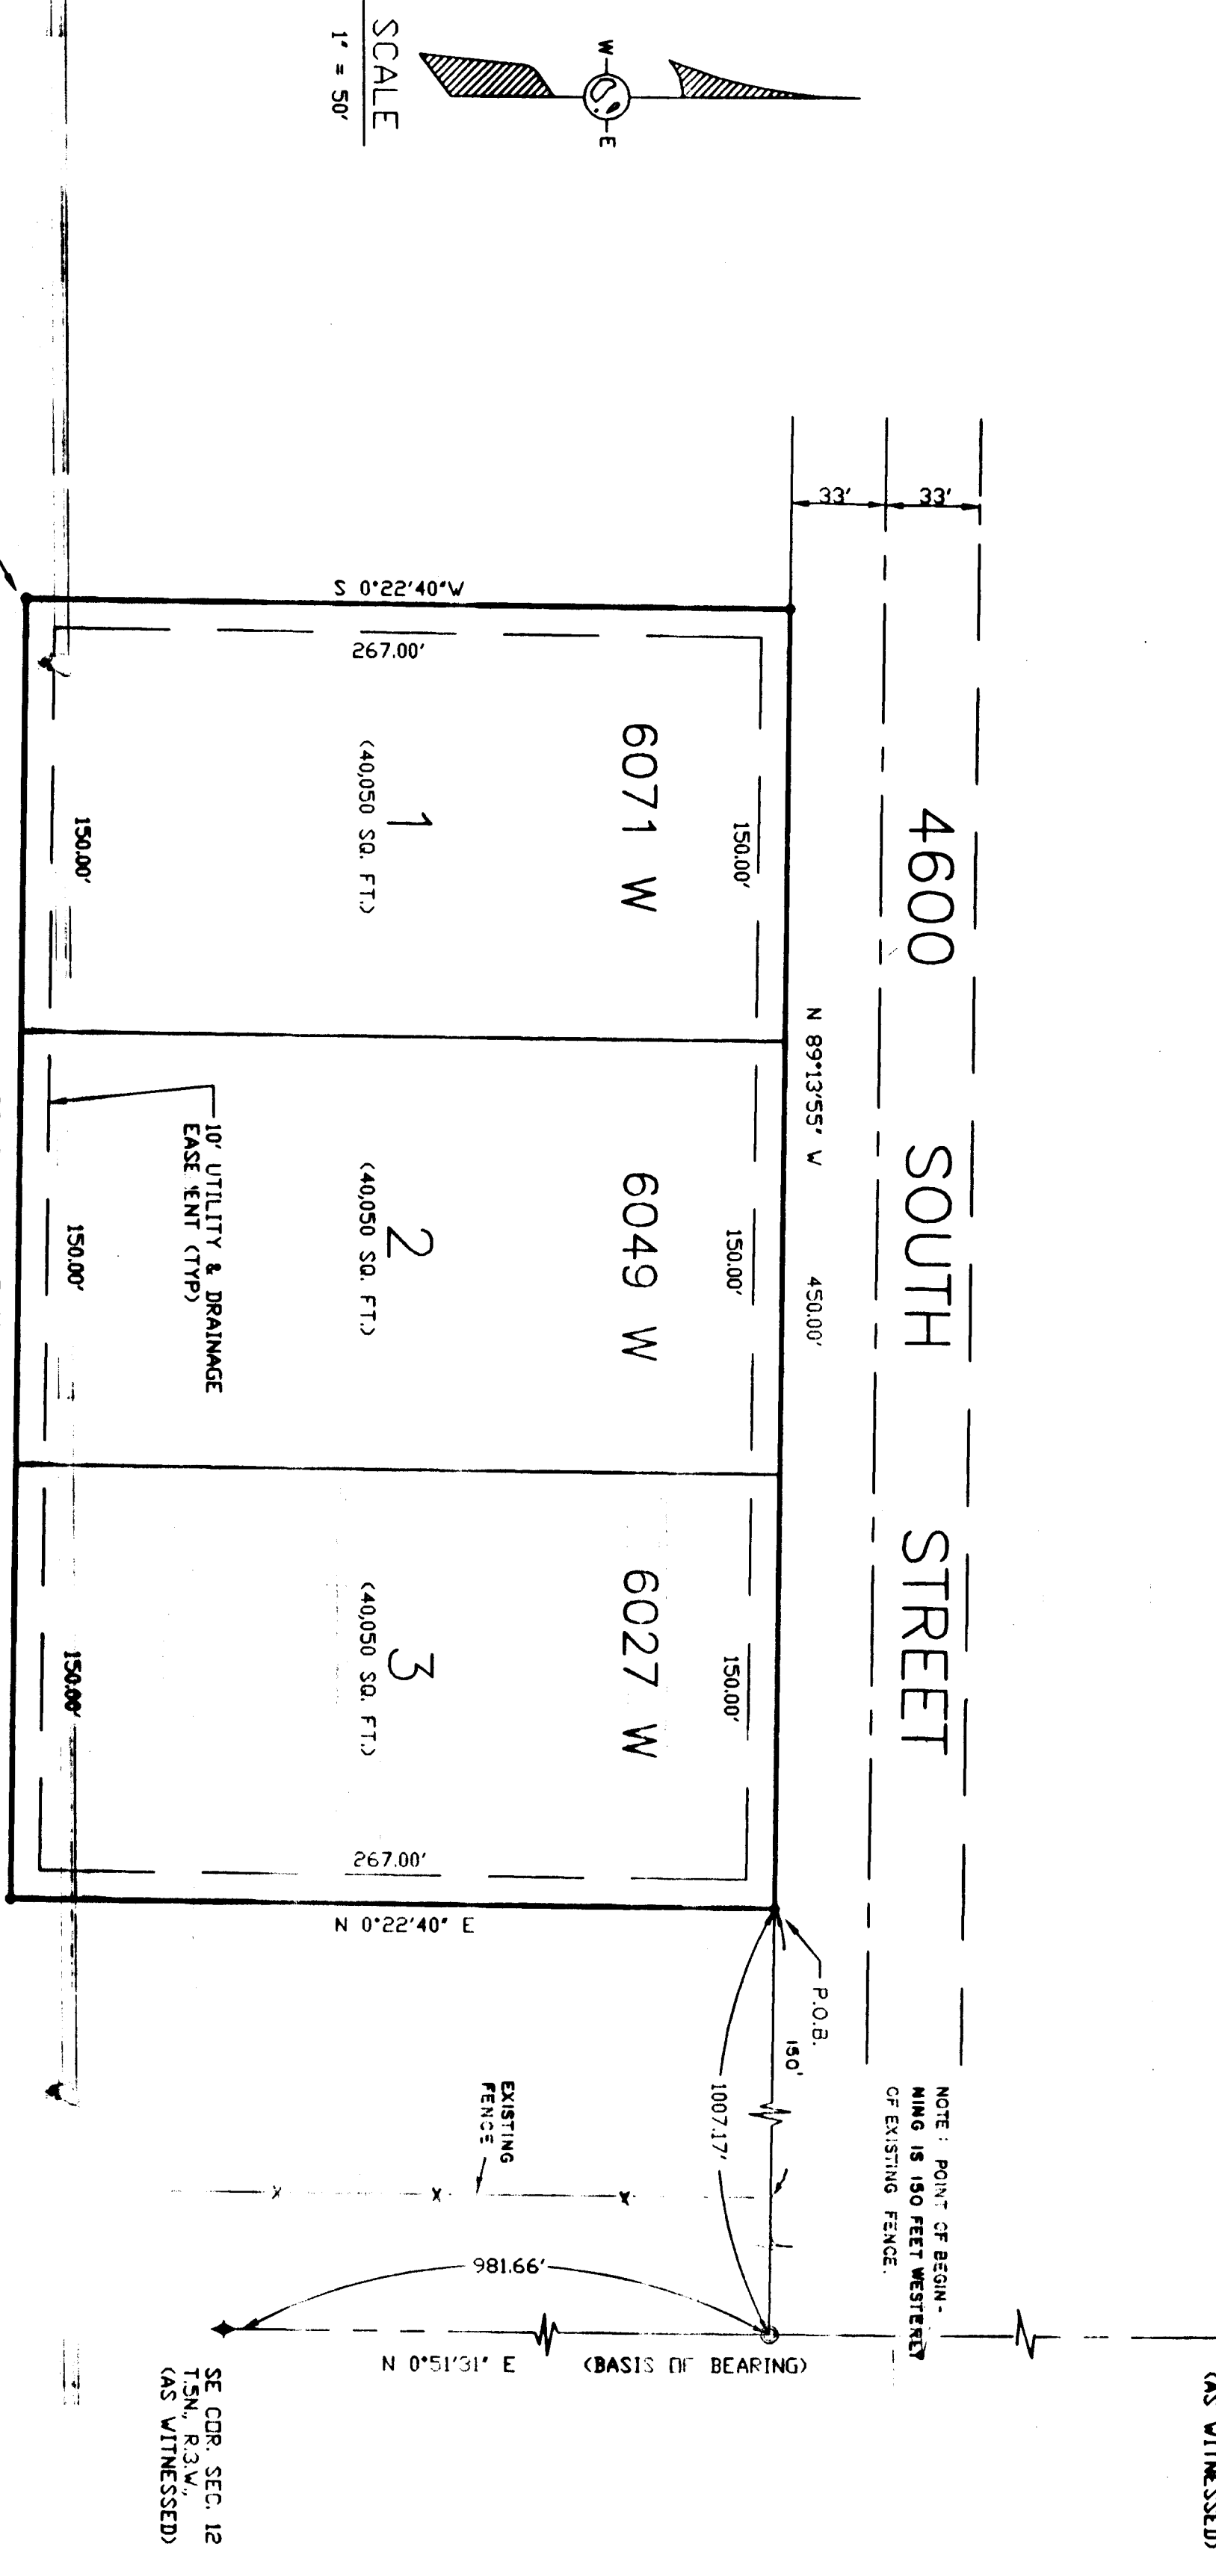 SCALE
1" = 50'
W
E
33'
33'
4600 SOUTH STREET
N 89°13'55" W 450.00'
S 0°22'40"W
267.00'
150.00'
150.00'
150.00'
6071 W
6049 W
6027 W
1
(40,050 SQ. FT.)
2
(40,050 SQ. FT.)
3
(40,050 SQ. FT.)
267.00'
N 0°22'40" E
10' UTILITY & DRAINAGE
EASEMENT (TYP)
150.00'
150.00'
150.00'
P.O.B.
150'
1007.17'
NOTE : POINT OF BEGIN-
NING IS 150 FEET WESTERLY
OF EXISTING FENCE.
EXISTING
FENCE
981.66'
N 0°51'31" E (BASIS OF BEARING)
SE COR. SEC. 12
T.5N., R.3.W.,
(AS WITNESSED)
(AS WITNESSED)